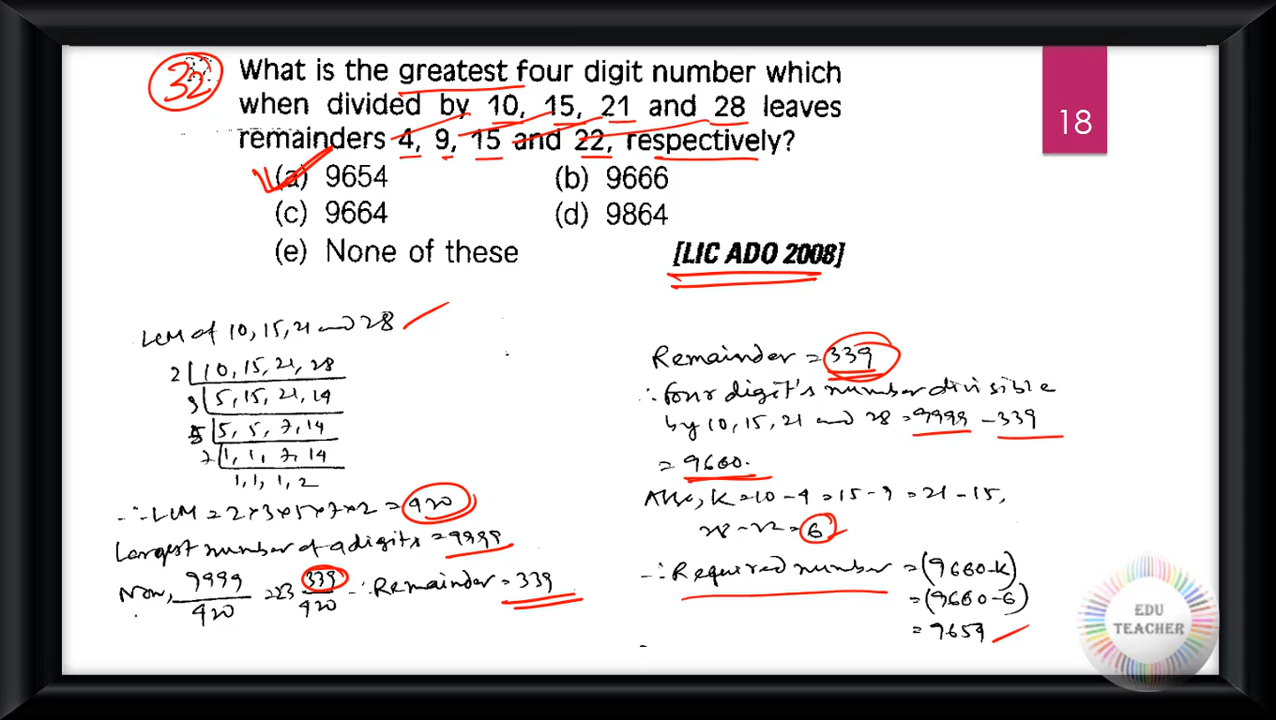 32
What is the greatest four digit number which
when divided by 10, 15, 21 and 28 leaves
remainders 4, 9, 15 and 22, respectively?
(a) 9654
(b) 9666
(c) 9664
(d) 9864
(e) None of these
[LIC ADO 2008]
18
LCM of 10, 15, 21 and 28
2 | 10, 15, 21, 28
3 | 5, 15, 21, 14
5 | 5, 5, 7, 14
7 | 1, 1, 7, 14
1, 1, 1, 2
∴ LCM = 2×3×5×7×2 = 420
Largest number of 4 digits = 9999
Now, 9999/420 = 23 339/420 ∴ Remainder = 339
Remainder = 339
∴ four digit's number divisible
by 10, 15, 21 and 28 = 9999 - 339
= 9660.
Also, K = 10 - 4 = 15 - 9 = 21 - 15,
28 - 22 = 6
∴ Required number = (9660-K)
= (9660-6)
= 9654
EDU
TEACHER